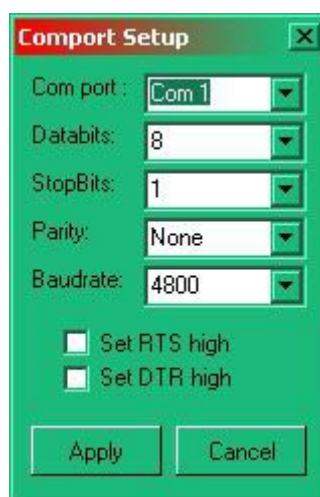 Comport Setup
Com port : Com 1
Databits: 8
StopBits: 1
Parity: None
Baudrate: 4800
Set RTS high
Set DTR high
Apply Cancel